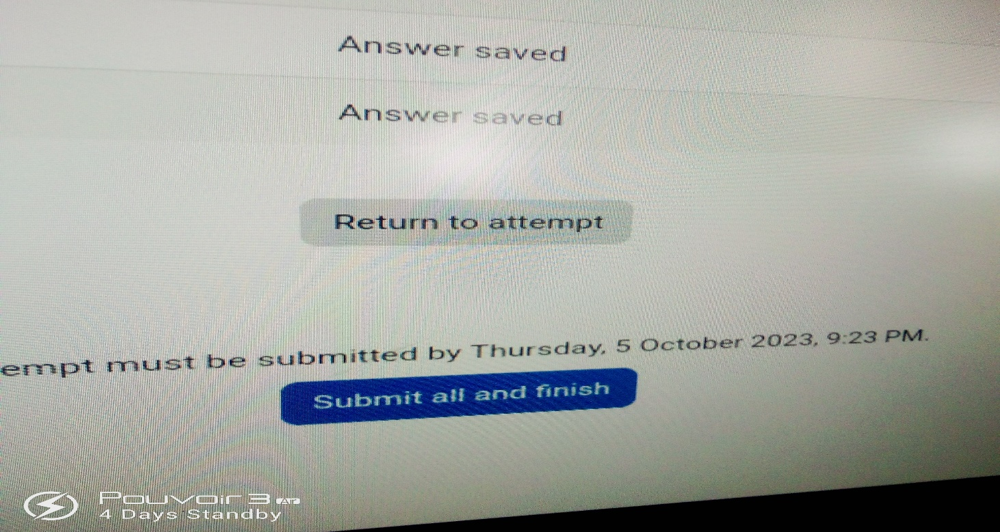 Answer saved
Answer saved
Return to attempt
empt must be submitted by Thursday, 5 October 2023, 9:23 PM.
Submit all and finish
Pouvoir 3 AIR
4 Days Standby